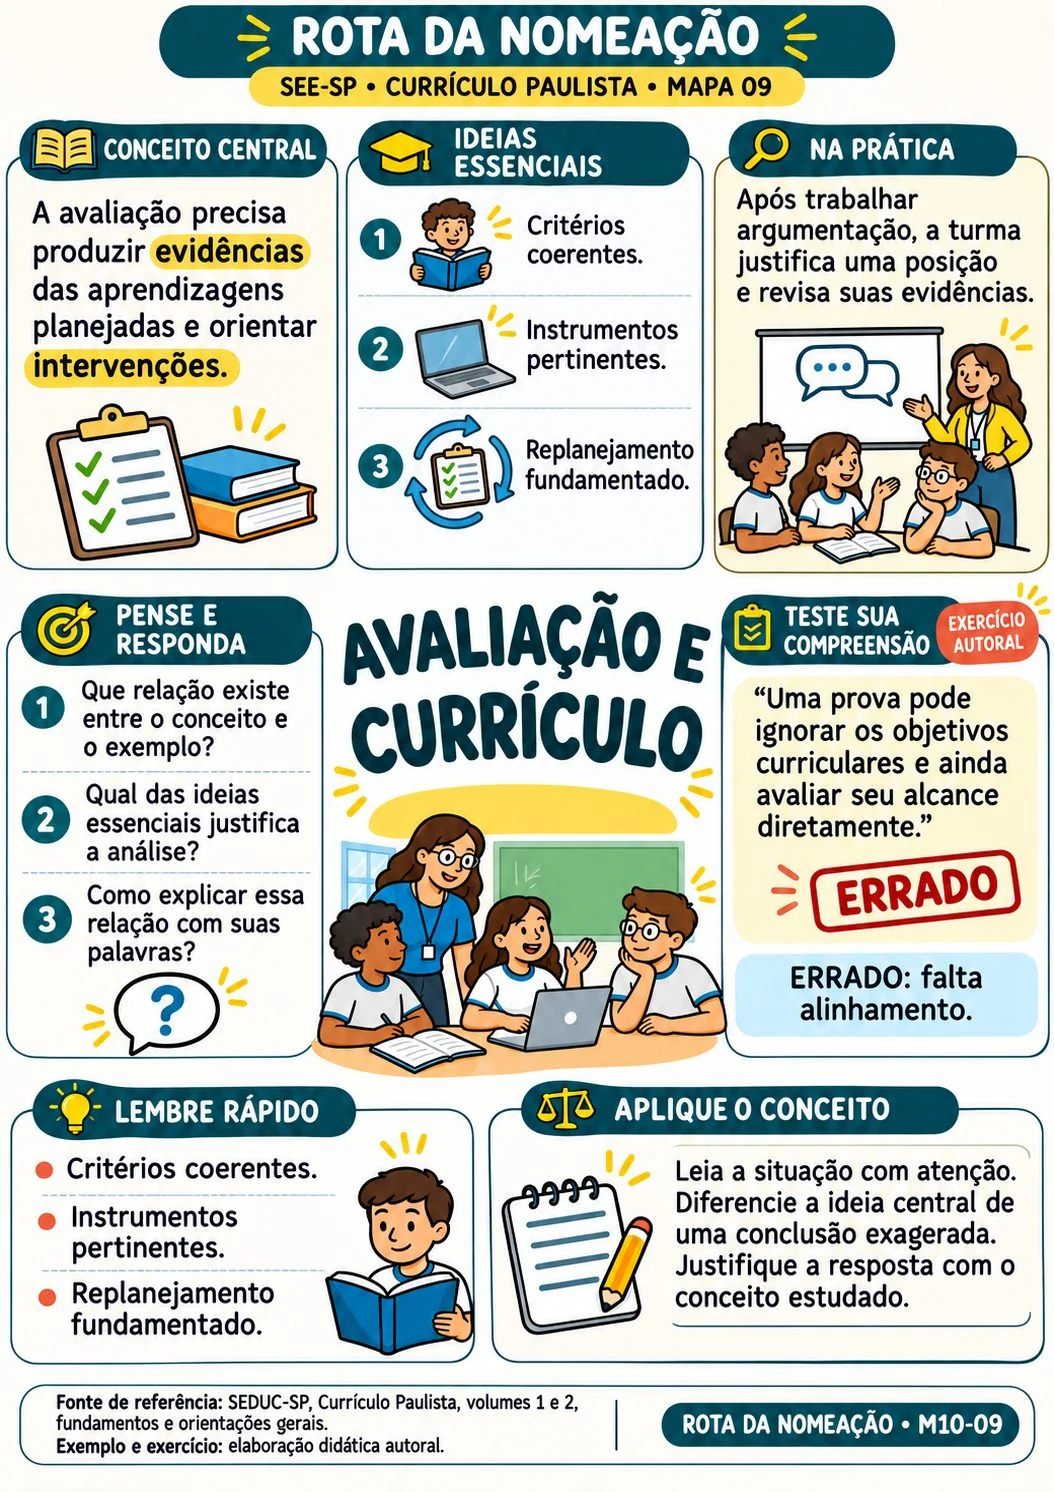 ROTA DA NOMEAÇÃO
SEE-SP • CURRÍCULO PAULISTA • MAPA 09
CONCEITO CENTRAL
A avaliação precisa
produzir evidências
das aprendizagens
planejadas e orientar
intervenções.
IDEIAS
ESSENCIAIS
1
Critérios
coerentes.
2
Instrumentos
pertinentes.
3
Replanejamento
fundamentado.
NA PRÁTICA
Após trabalhar
argumentação, a turma
justifica uma posição
e revisa suas evidências.
PENSE E
RESPONDA
1
Que relação existe
entre o conceito e
o exemplo?
2
Qual das ideias
essenciais justifica
a análise?
3
Como explicar essa
relação com suas
palavras?
?
AVALIAÇÃO E
CURRÍCULO
TESTE SUA
COMPREENSÃO
EXERCÍCIO
AUTORAL
“Uma prova pode
ignorar os objetivos
curriculares e ainda
avaliar seu alcance
diretamente.”
ERRADO
ERRADO: falta
alinhamento.
LEMBRE RÁPIDO
Critérios coerentes.
Instrumentos
pertinentes.
Replanejamento
fundamentado.
APLIQUE O CONCEITO
Leia a situação com atenção.
Diferencie a ideia central de
uma conclusão exagerada.
Justifique a resposta com o
conceito estudado.
Fonte de referência: SEDUC-SP, Currículo Paulista, volumes 1 e 2,
fundamentos e orientações gerais.
Exemplo e exercício: elaboração didática autoral.
ROTA DA NOMEAÇÃO • M10-09